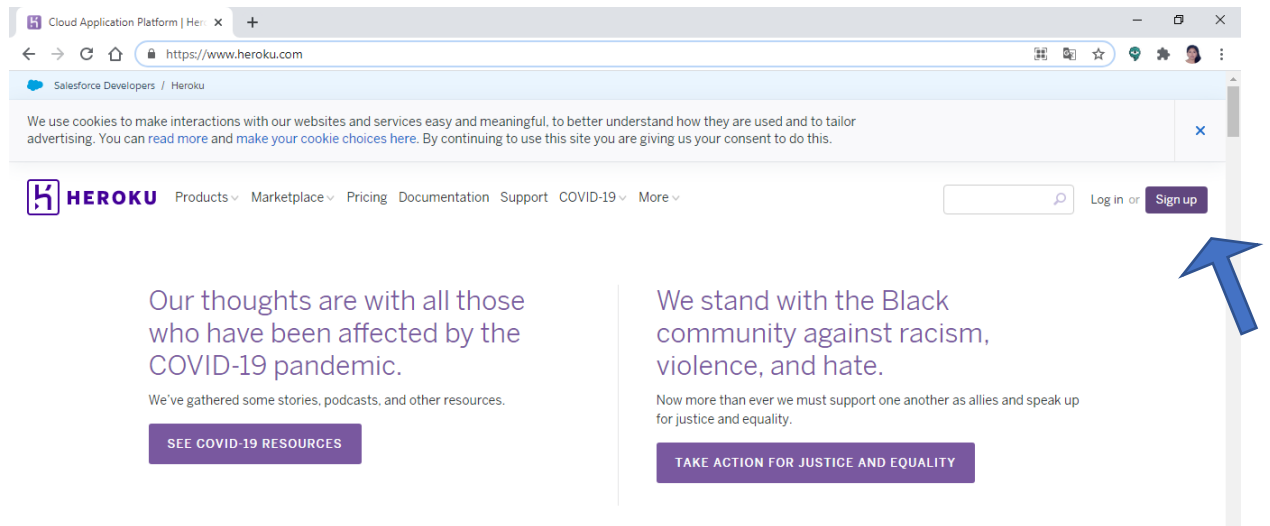 Cloud Application Platform | Her
https://www.heroku.com
Salesforce Developers / Heroku
We use cookies to make interactions with our websites and services easy and meaningful, to better understand how they are used and to tailor
advertising. You can read more and make your cookie choices here. By continuing to use this site you are giving us your consent to do this.
HEROKU Products Marketplace Pricing Documentation Support COVID-19 More Log in or Sign up
Our thoughts are with all those
who have been affected by the
COVID-19 pandemic.
We've gathered some stories, podcasts, and other resources.
SEE COVID-19 RESOURCES
We stand with the Black
community against racism,
violence, and hate.
Now more than ever we must support one another as allies and speak up
for justice and equality.
TAKE ACTION FOR JUSTICE AND EQUALITY